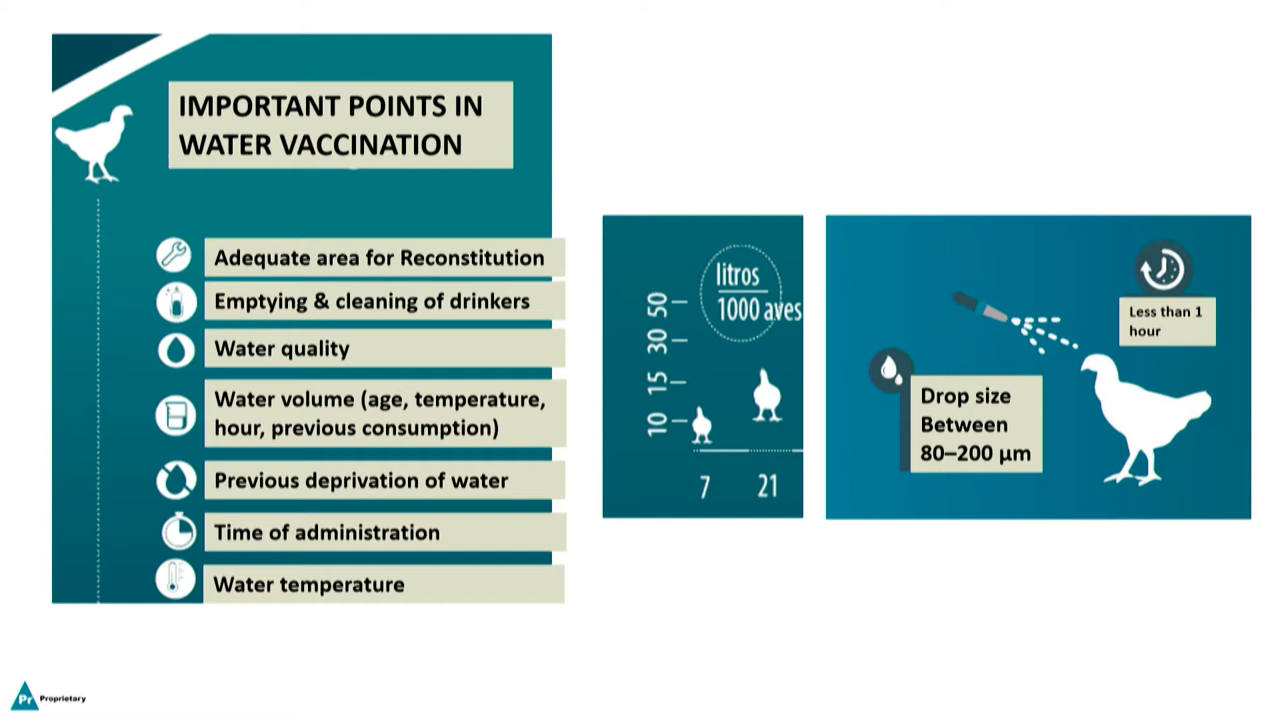 IMPORTANT POINTS IN
WATER VACCINATION
Adequate area for Reconstitution
Emptying & cleaning of drinkers
Water quality
Water volume (age, temperature,
hour, previous consumption)
Previous deprivation of water
Time of administration
Water temperature
litros
1000 aves
50
30
15
10
7 21
Less than 1
hour
Drop size
Between
80–200 µm
Pr Proprietary